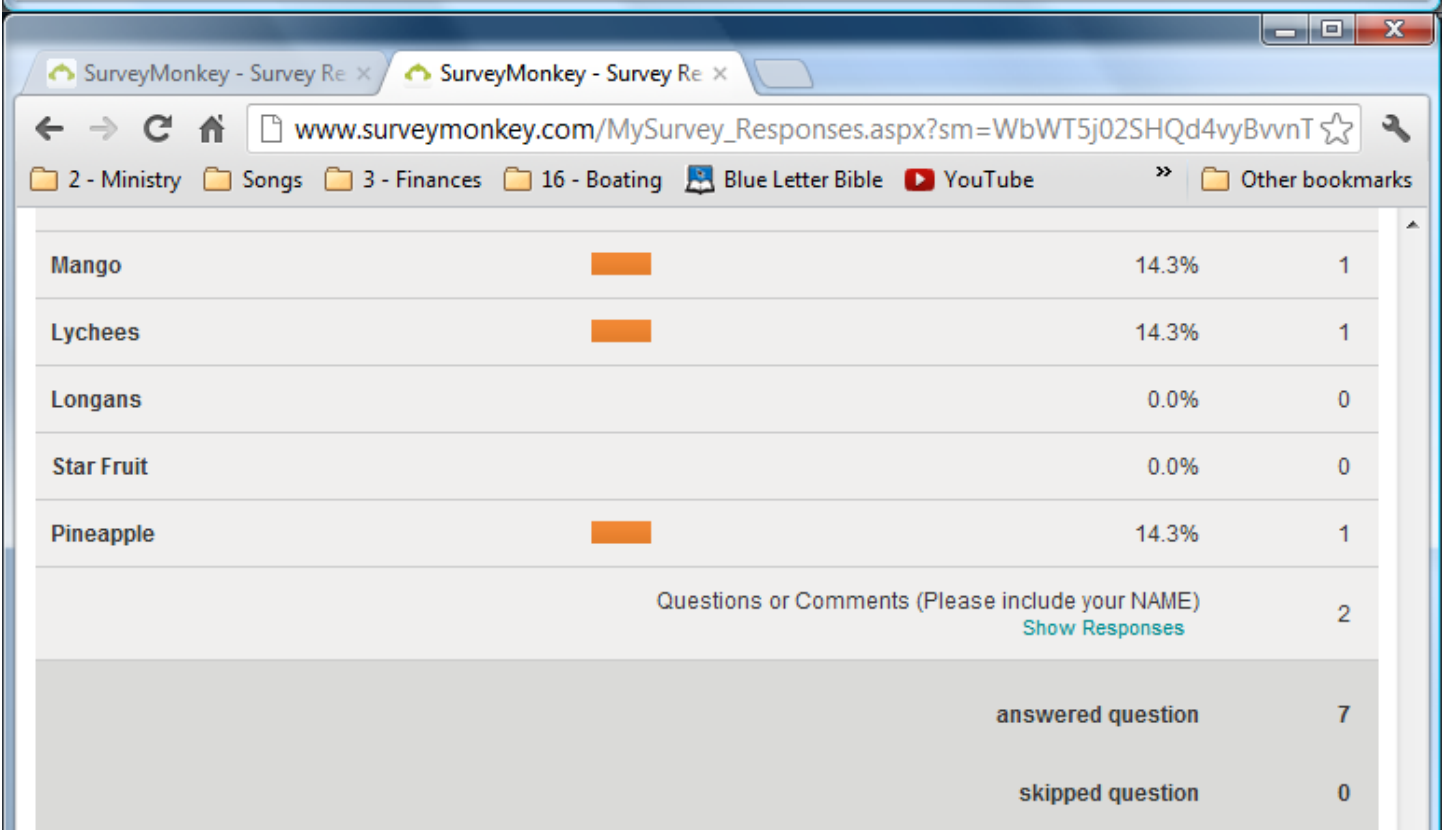 SurveyMonkey - Survey Re SurveyMonkey - Survey Re
www.surveymonkey.com/MySurvey_Responses.aspx?sm=WbWT5j02SHQd4vyBvvnT
2 - Ministry Songs 3 - Finances 16 - Boating Blue Letter Bible YouTube » Other bookmarks
Mango 14.3% 1
Lychees 14.3% 1
Longans 0.0% 0
Star Fruit 0.0% 0
Pineapple 14.3% 1
Questions or Comments (Please include your NAME) 2
Show Responses
answered question 7
skipped question 0